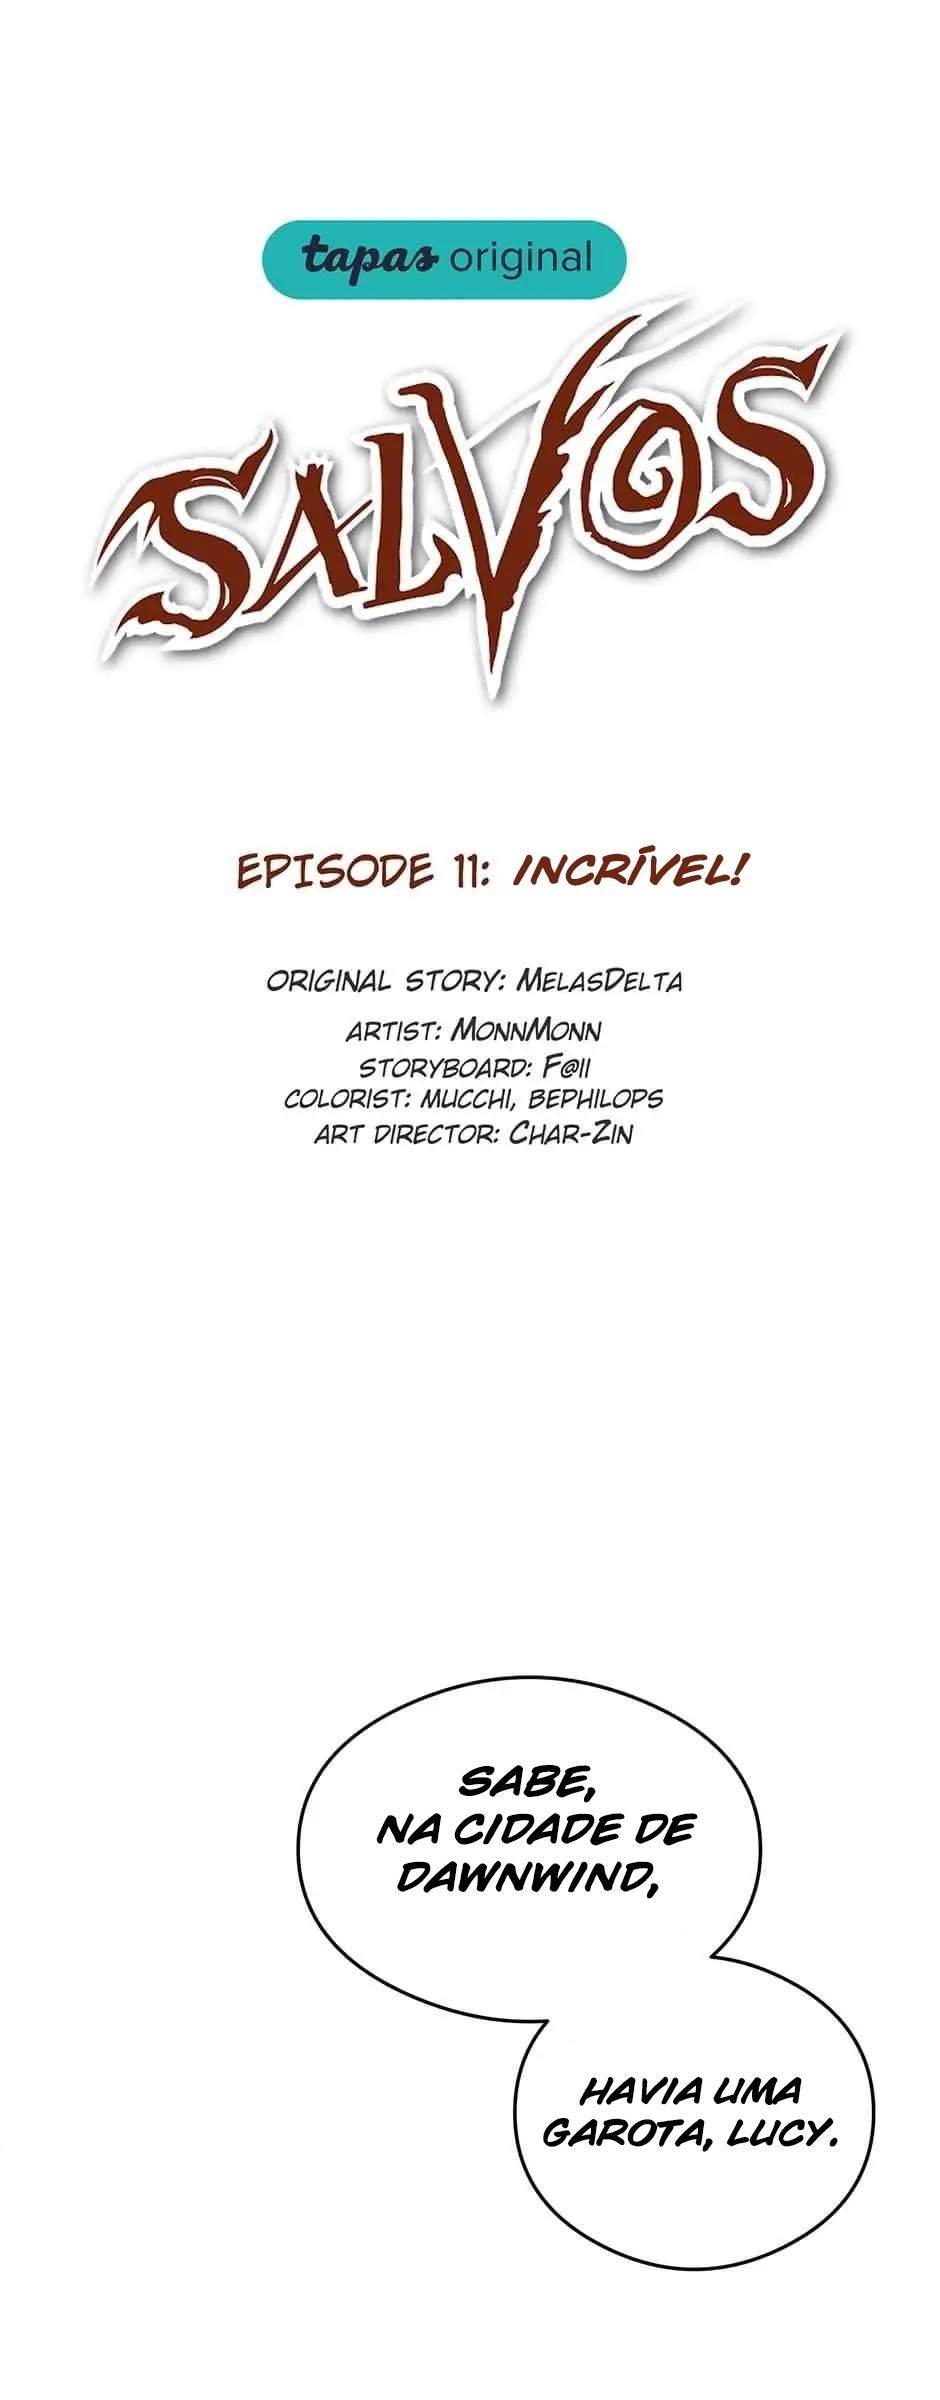 tapas original
SALVOS
EPISODE 11: INCRÍVEL!
ORIGINAL STORY: MELASDELTA
ARTIST: MONNMONN
STORYBOARD: F@II
COLORIST: MUCCHI, BEPHILOPS
ART DIRECTOR: CHAR-ZIN
SABE,
NA CIDADE DE
DAWNWIND,
HAVIA UMA
GAROTA, LUCY.